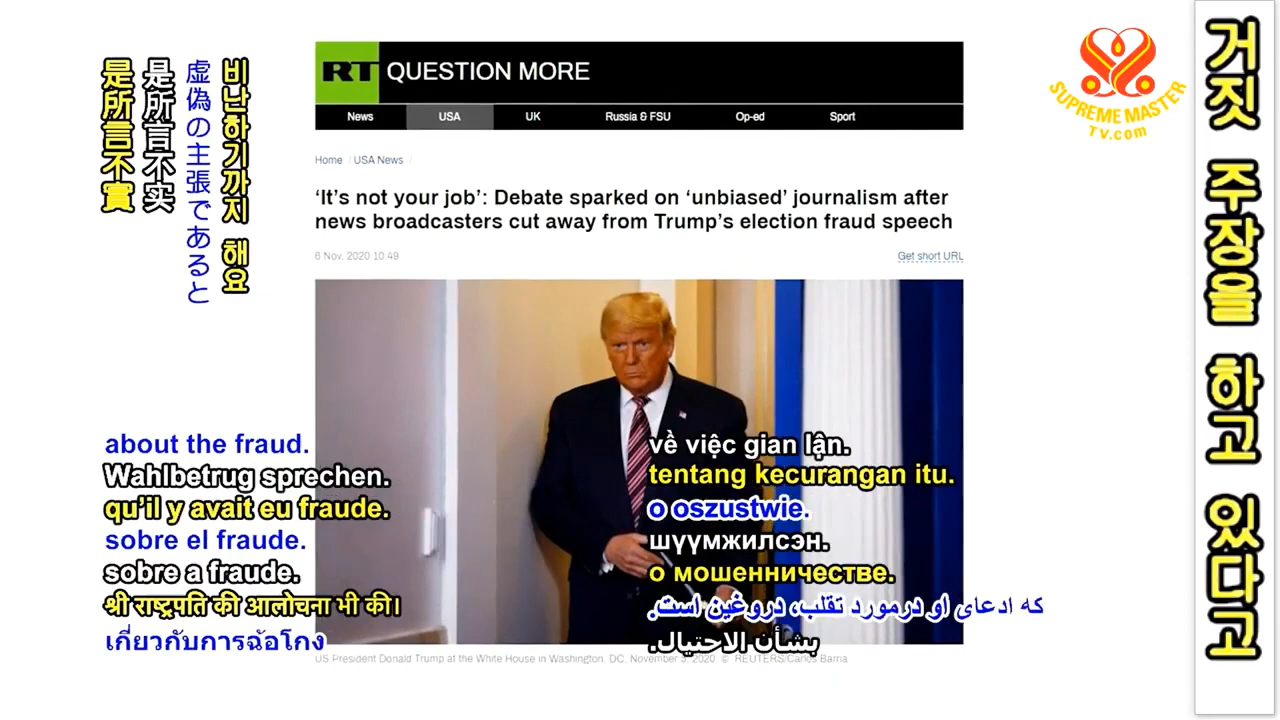 RT QUESTION MORE
News USA UK Russia & FSU Op-ed Sport
Home / USA News /
‘It’s not your job’: Debate sparked on ‘unbiased’ journalism after
news broadcasters cut away from Trump’s election fraud speech
6 Nov, 2020 10:49
Get short URL
SUPREME MASTER
TV.com
거짓 주장을 하고 있다고
비난하기까지 해요
虚偽の主張であると
是所言不实
是所言不實
about the fraud.
Wahlbetrug sprechen.
qu’il y avait eu fraude.
sobre el fraude.
sobre a fraude.
श्री राष्ट्रपति की आलोचना भी की।
เกี่ยวกับการฉ้อโกง
về việc gian lận.
tentang kecurangan itu.
o oszustwie.
шүүмжилсэн.
о мошенничестве.
که ادعای او درمورد تقلب، دروغین است.
بشأن الاحتيال.
US President Donald Trump at the White House in Washington, DC, November 5, 2020 © REUTERS/Carlos Barria